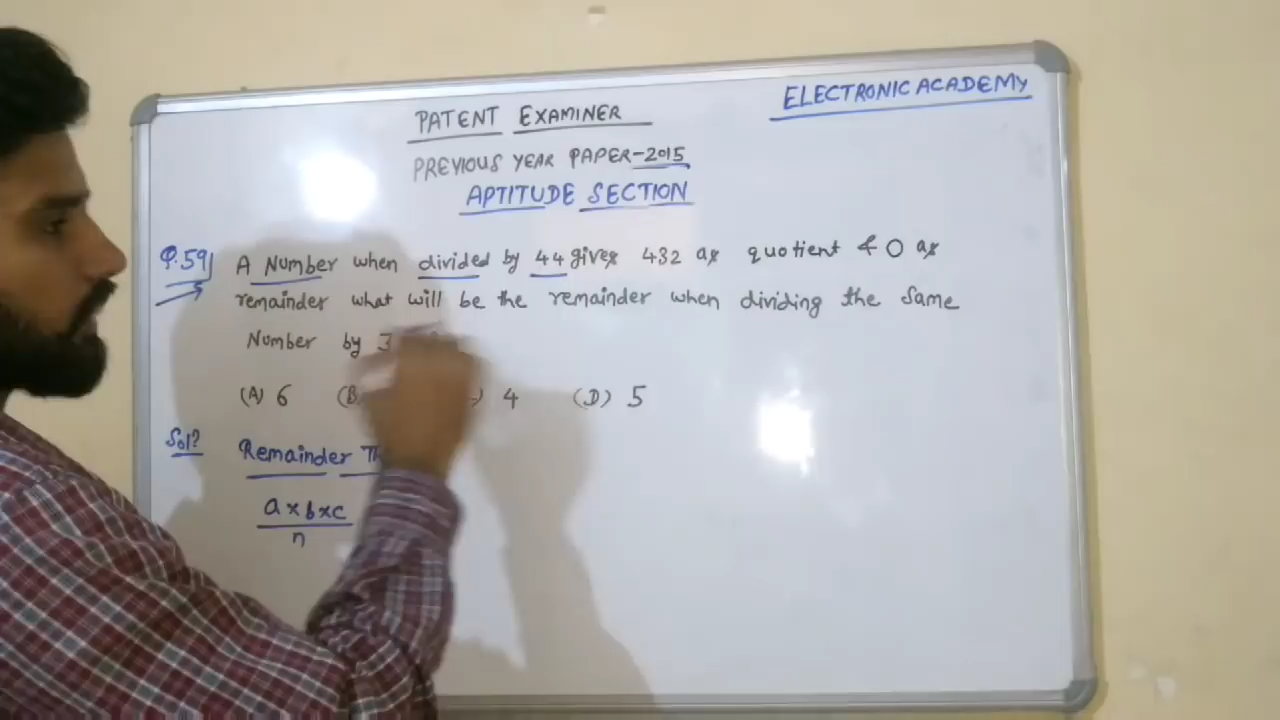 ELECTRONIC ACADEMY
PATENT EXAMINER
PREVIOUS YEAR PAPER-2015
APTITUDE SECTION
Q.59) A Number when divided by 44 gives 432 as quotient & 0 as
remainder what will be the remainder when dividing the Same
Number by 3
(A) 6 (B) 4 (D) 5
Sol?
Remainder
a×b×c
n